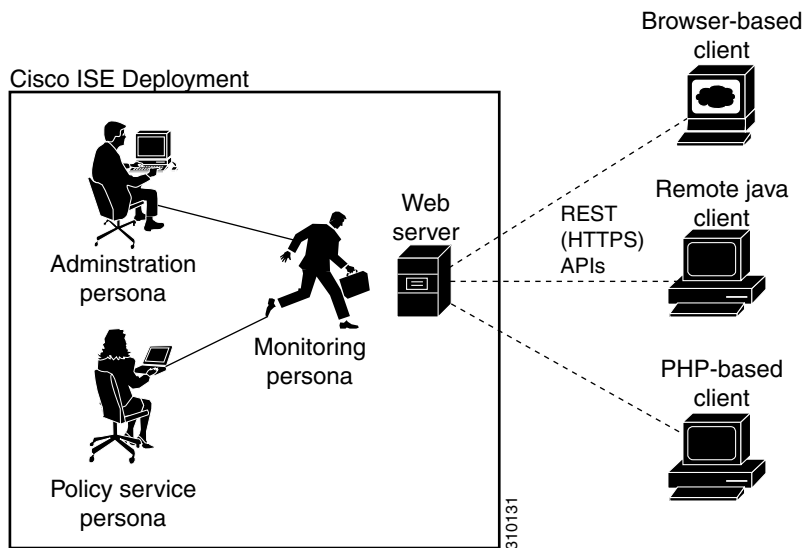 Cisco ISE Deployment
Adminstration
persona
Policy service
persona
Monitoring
persona
Web
server
REST
(HTTPS)
APIs
Browser-based
client
Remote java
client
PHP-based
client
310131